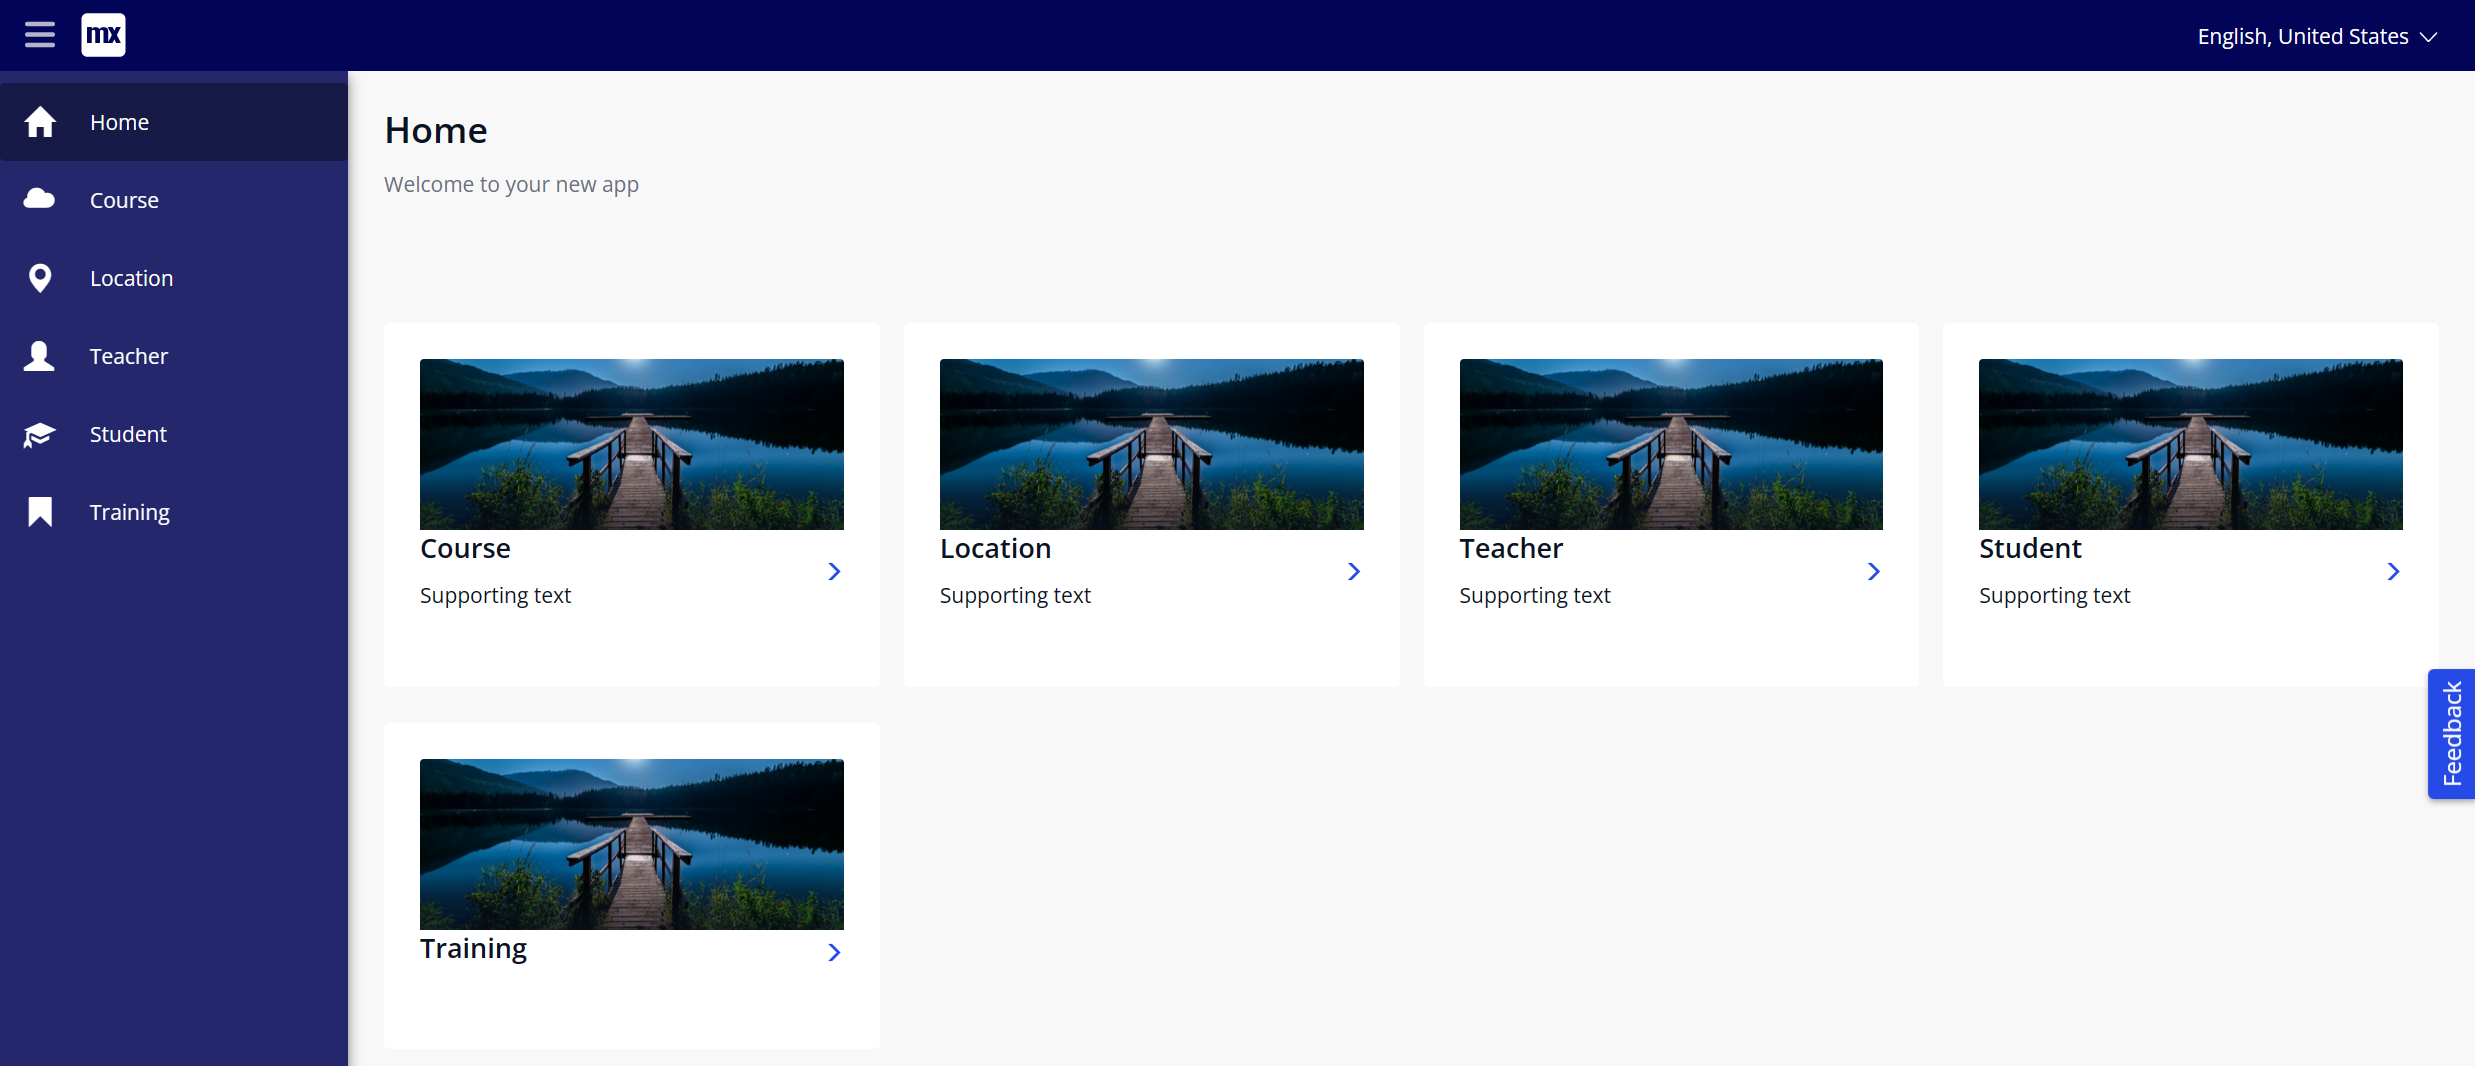 mx
English, United States
Home
Course
Location
Teacher
Student
Training
Home
Welcome to your new app
Course
Supporting text
Location
Supporting text
Teacher
Supporting text
Student
Supporting text
Training
Feedback